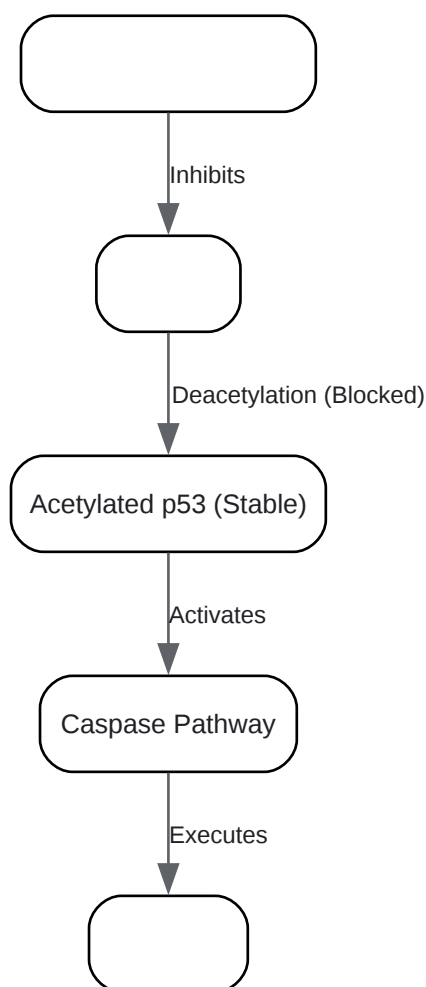 Inhibits
Deacetylation (Blocked)
Acetylated p53 (Stable)
Activates
Caspase Pathway
Executes